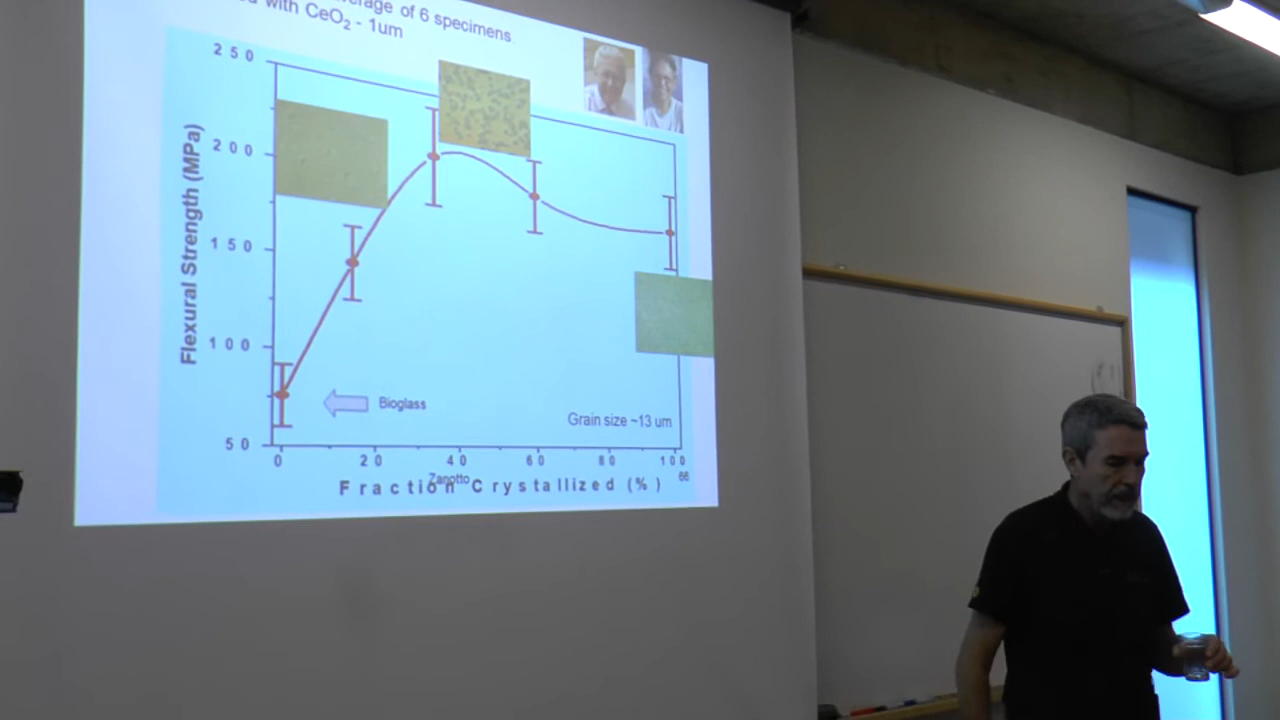 erage of 6 specimens
with CeO2 - 1um
250
200
150
100
50
Flexural Strength (MPa)
Bioglass
Grain size ~13 um
0 20 40 60 80 100
Zanotto
66
Fraction Crystallized (%)